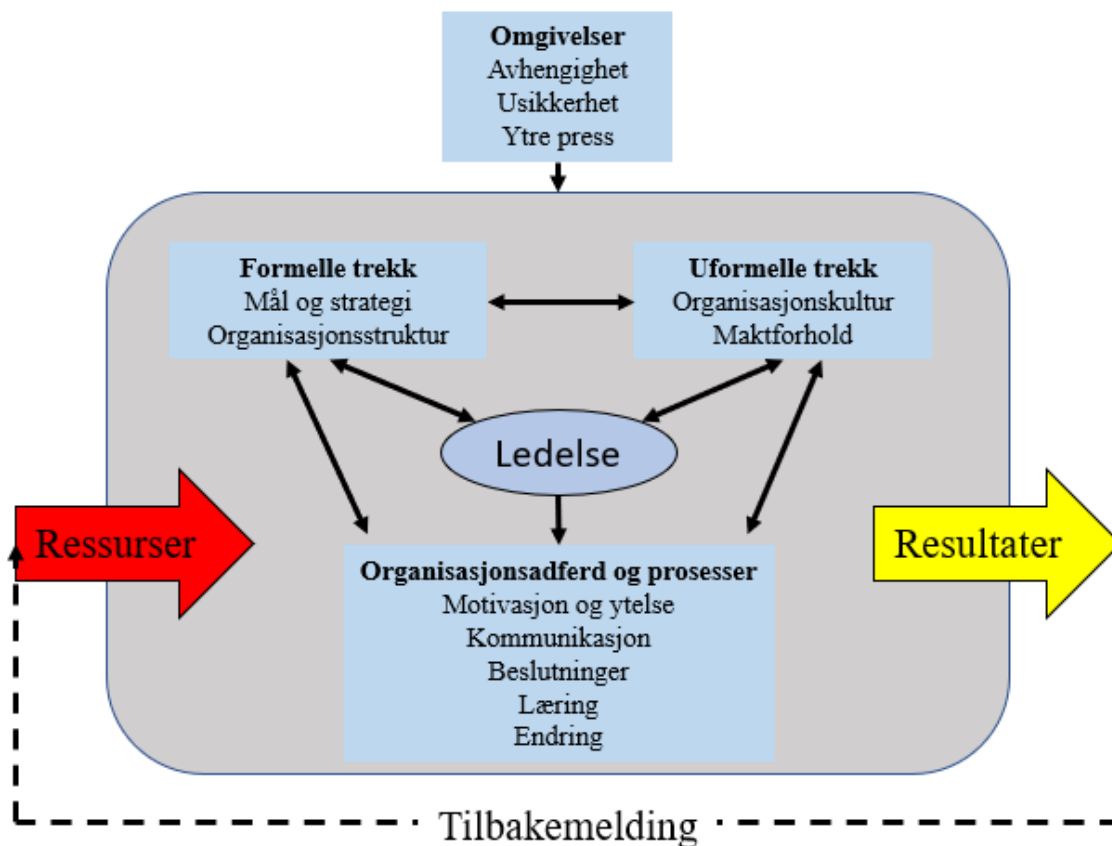 Omgivelser
Avhengighet
Usikkerhet
Ytre press
Formelle trekk
Mål og strategi
Organisasjonsstruktur
Uformelle trekk
Organisasjonskultur
Maktforhold
Ledelse
Ressurser
Resultater
Organisasjonsadferd og prosesser
Motivasjon og ytelse
Kommunikasjon
Beslutninger
Læring
Endring
Tilbakemelding